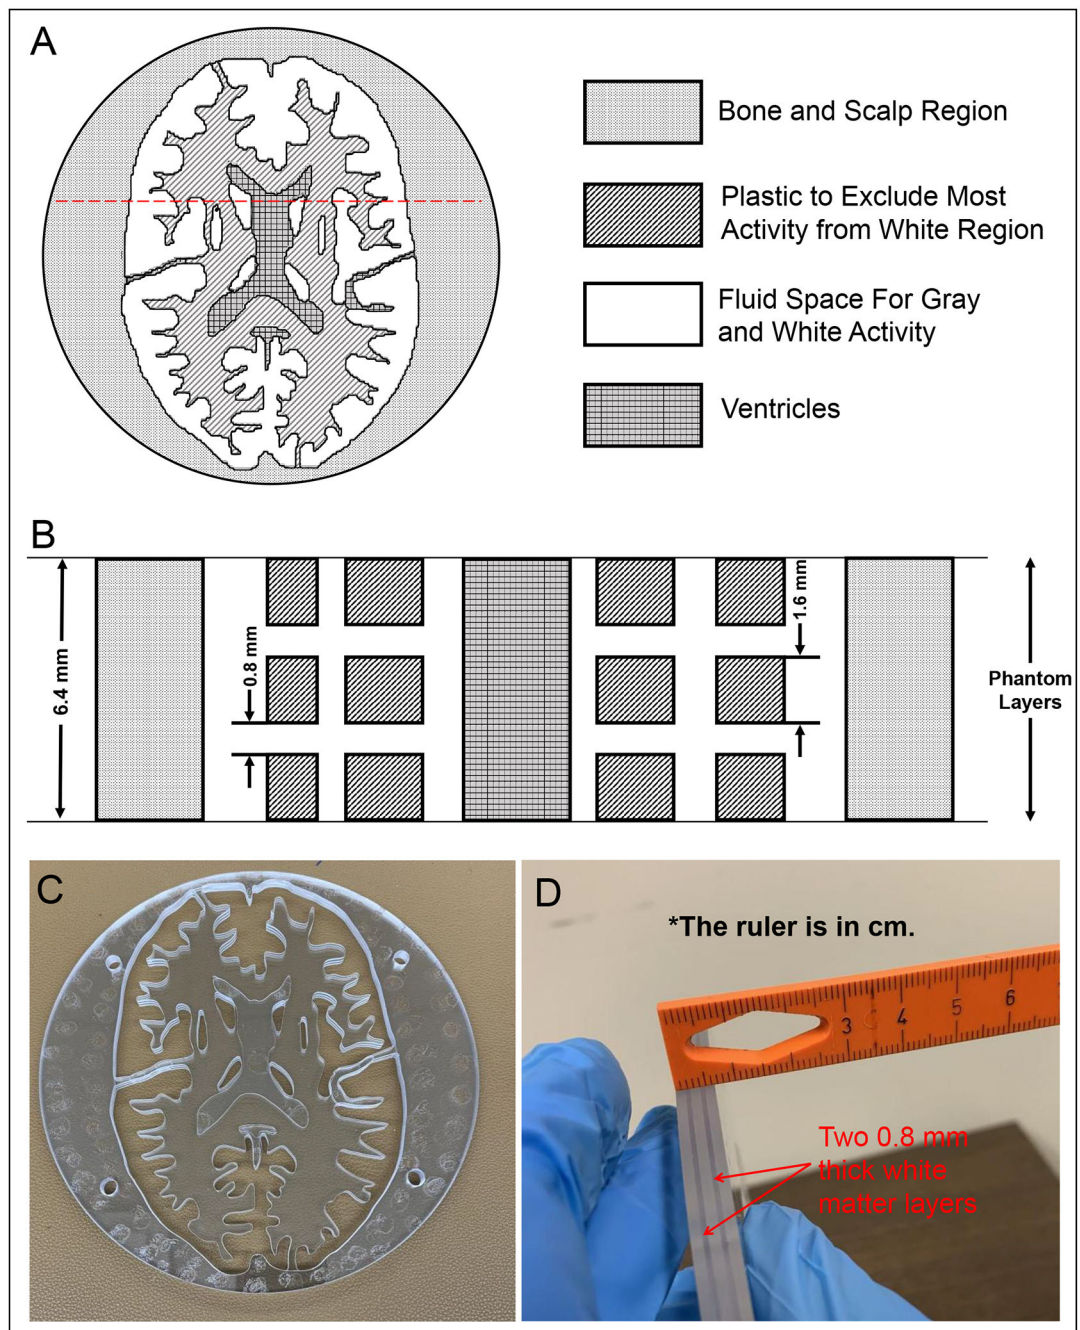 A
Bone and Scalp Region
Plastic to Exclude Most
Activity from White Region
Fluid Space For Gray
and White Activity
Ventricles
B
6.4 mm
0.8 mm
1.6 mm
Phantom
Layers
C
D
*The ruler is in cm.
3 4 5 6
Two 0.8 mm
thick white
matter layers